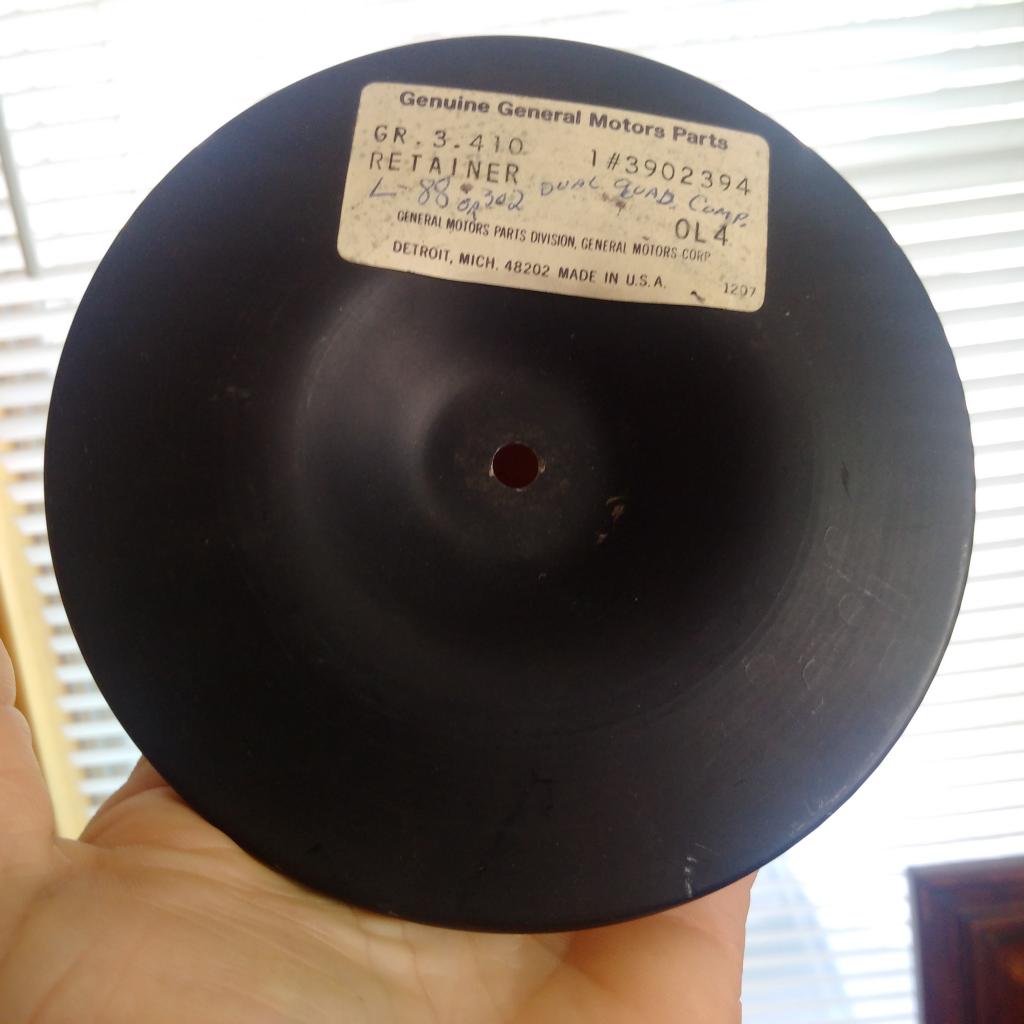 Genuine General Motors Parts
GR. 3.410 1#3902394
RETAINER
L-88 OR 302 DUAL QUAD. COMP.
OL4
GENERAL MOTORS PARTS DIVISION, GENERAL MOTORS CORP.
DETROIT, MICH. 48202 MADE IN U.S.A. 1207